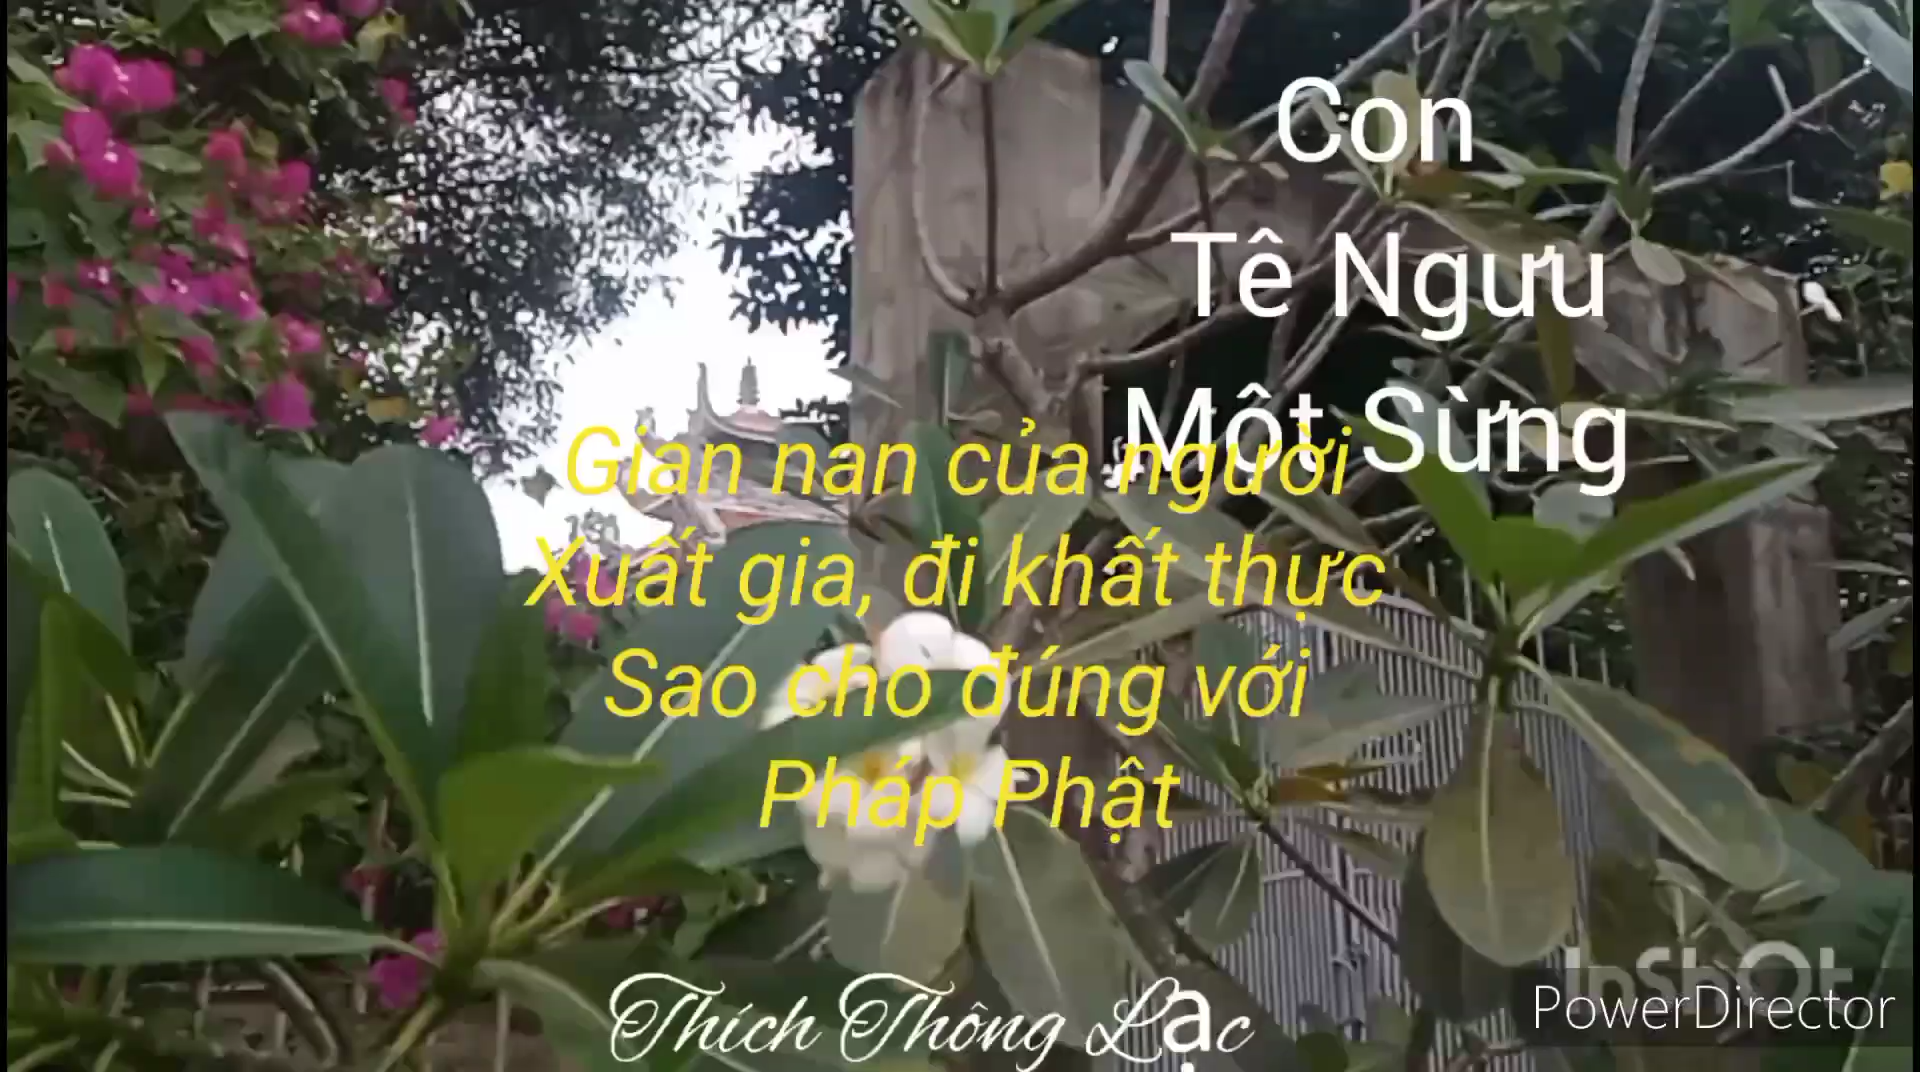 Con
Tê Ngưu
Một Sừng
Gian nan của người
Xuất gia, đi khất thực
Sao cho đúng với
Pháp Phật
Thích Thông Lạc
InShOt
PowerDirector